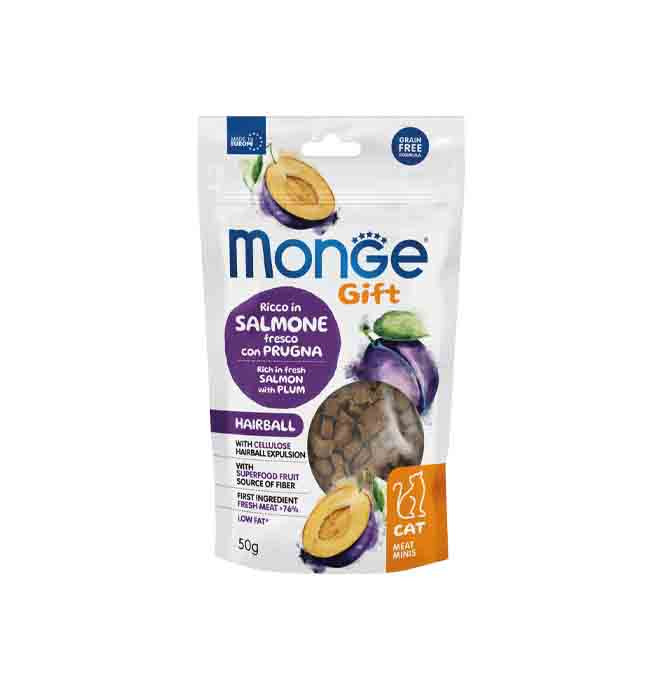 MADE IN
EUROPE
GRAIN
FREE
FORMULA
Monge®
Gift
Ricco in
SALMONE
fresco
con PRUGNA
Rich in fresh
SALMON
with PLUM
HAIRBALL
WITH CELLULOSE
HAIRBALL EXPULSION
WITH
SUPERFOOD FRUIT
SOURCE OF FIBER
FIRST INGREDIENT
FRESH MEAT >76%
LOW FAT*
50g
CAT
MEAT
MINIS